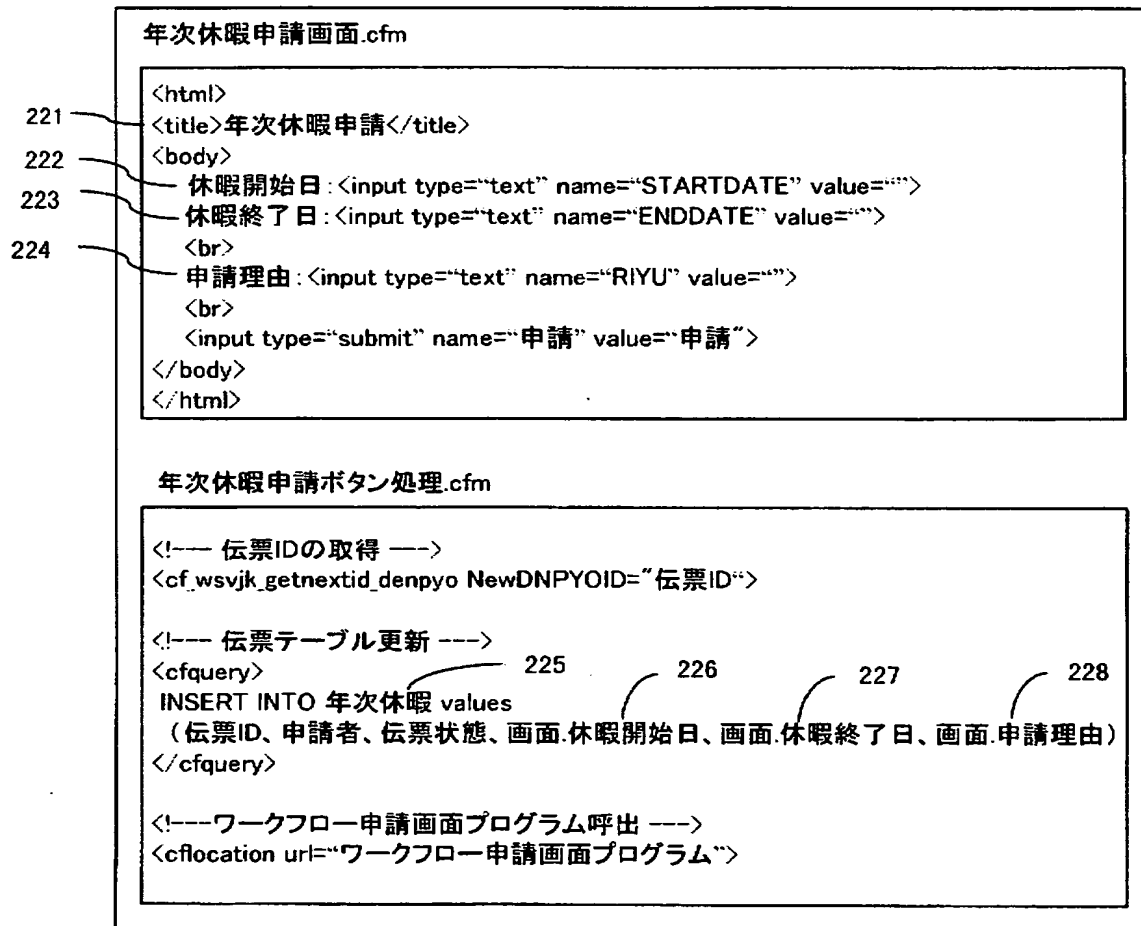 年次休暇申請画面.cfm
<html>
221
<title>年次休暇申請</title>
<body>
222
休暇開始日:<input type=“text” name=“STARTDATE” value=“”>
223
休暇終了日:<input type=“text” name=“ENDDATE” value=“”>
<br>
224
申請理由:<input type=“text” name=“RIYU” value=“”>
<br>
<input type=“submit” name=“申請” value=“申請”>
</body>
</html>
年次休暇申請ボタン処理.cfm
<!--- 伝票IDの取得 --->
<cf_wsvjk_getnextid_denpyo NewDNPYOID=“伝票ID“>
<!--- 伝票テーブル更新 --->
<cfquery> 225 226 227 228
INSERT INTO 年次休暇 values
(伝票ID、申請者、伝票状態、画面.休暇開始日、画面.休暇終了日、画面.申請理由)
</cfquery>
<!---ワークフロー申請画面プログラム呼出 --->
<cflocation url=“ワークフロー申請画面プログラム”>